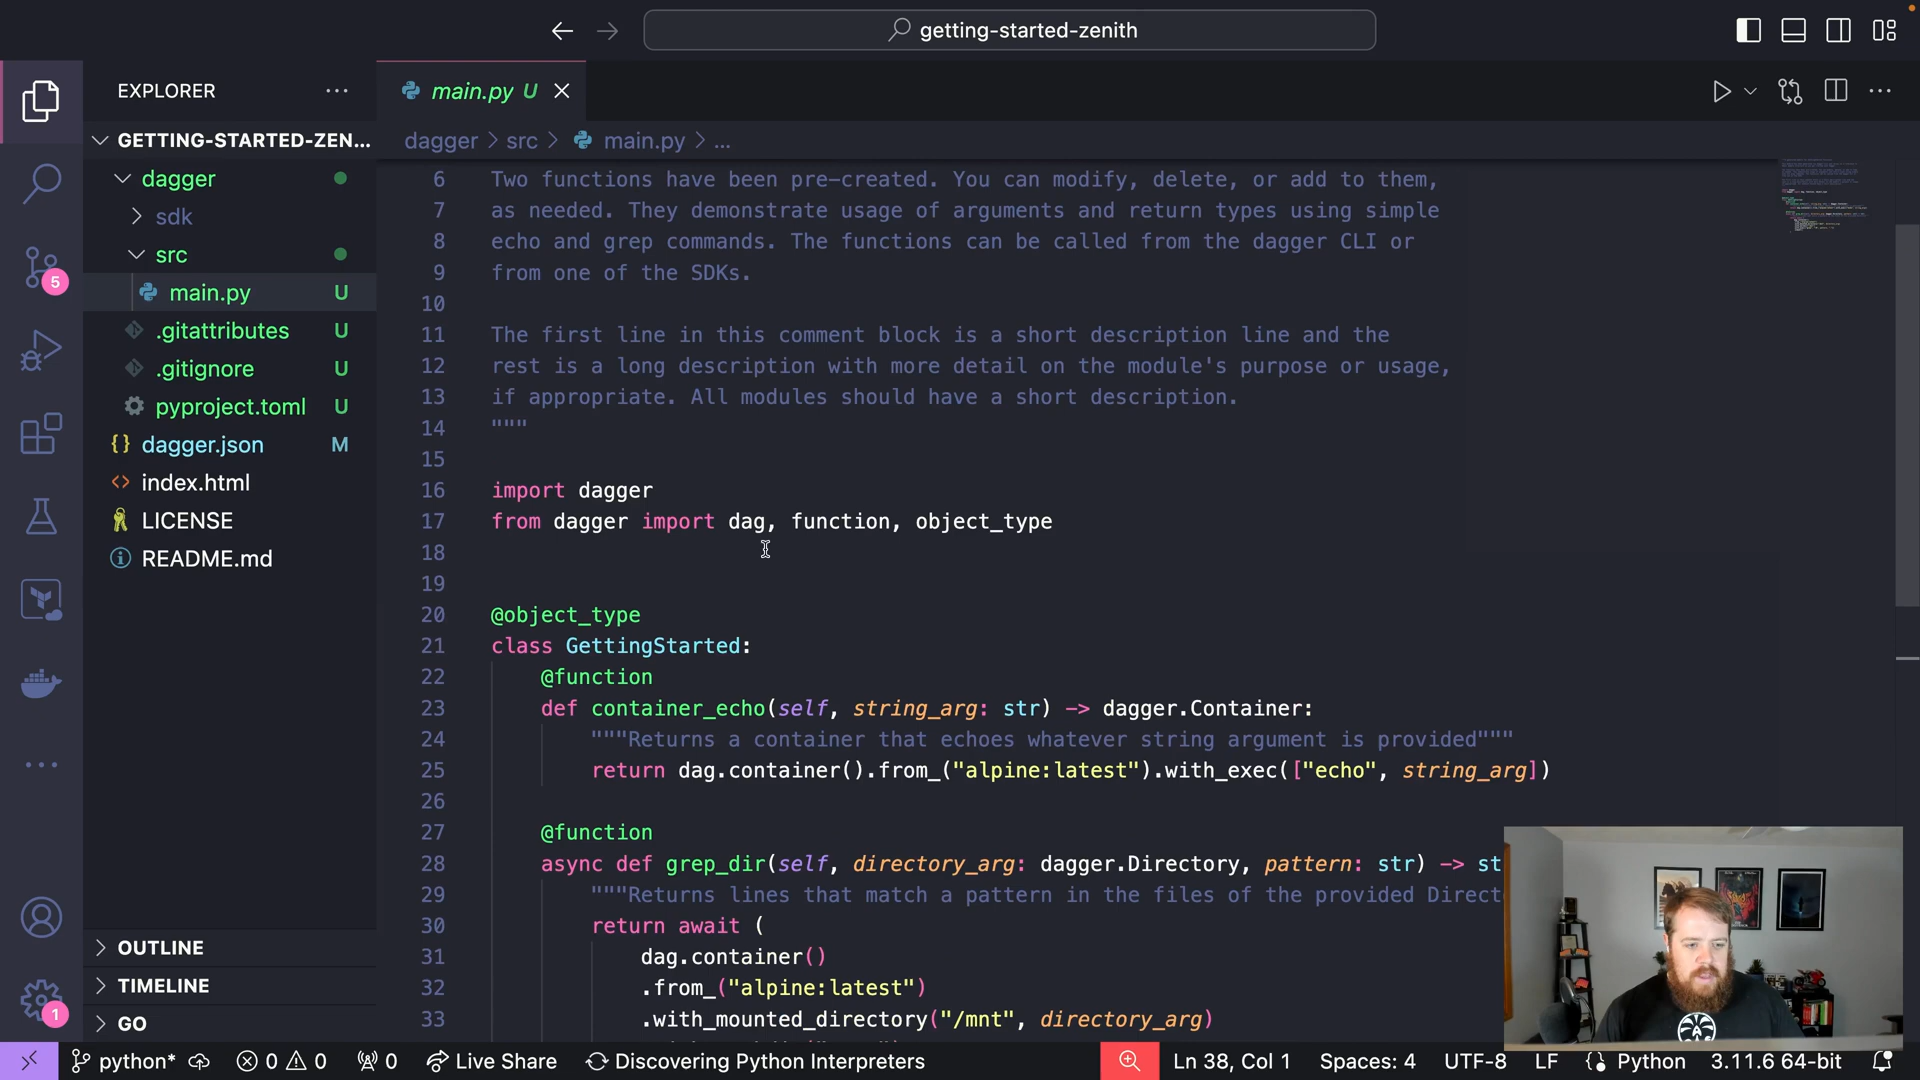 getting-started-zenith
EXPLORER
main.py U
GETTING-STARTED-ZEN...
dagger > src > main.py > ...
dagger
sdk
src
main.py U
.gitattributes U
.gitignore U
pyproject.toml U
dagger.json M
index.html
LICENSE
README.md
5
1
OUTLINE
TIMELINE
GO
6 Two functions have been pre-created. You can modify, delete, or add to them,
7 as needed. They demonstrate usage of arguments and return types using simple
8 echo and grep commands. The functions can be called from the dagger CLI or
9 from one of the SDKs.
10
11 The first line in this comment block is a short description line and the
12 rest is a long description with more detail on the module's purpose or usage,
13 if appropriate. All modules should have a short description.
14 """
15
16 import dagger
17 from dagger import dag, function, object_type
18
19
20 @object_type
21 class GettingStarted:
22 @function
23 def container_echo(self, string_arg: str) -> dagger.Container:
24 """Returns a container that echoes whatever string argument is provided"""
25 return dag.container().from_("alpine:latest").with_exec(["echo", string_arg])
26
27 @function
28 async def grep_dir(self, directory_arg: dagger.Directory, pattern: str) -> st
29 """Returns lines that match a pattern in the files of the provided Direct
30 return await (
31 dag.container()
32 .from_("alpine:latest")
33 .with_mounted_directory("/mnt", directory_arg)
python* 0 0 0 Live Share Discovering Python Interpreters Ln 38, Col 1 Spaces: 4 UTF-8 LF Python 3.11.6 64-bit